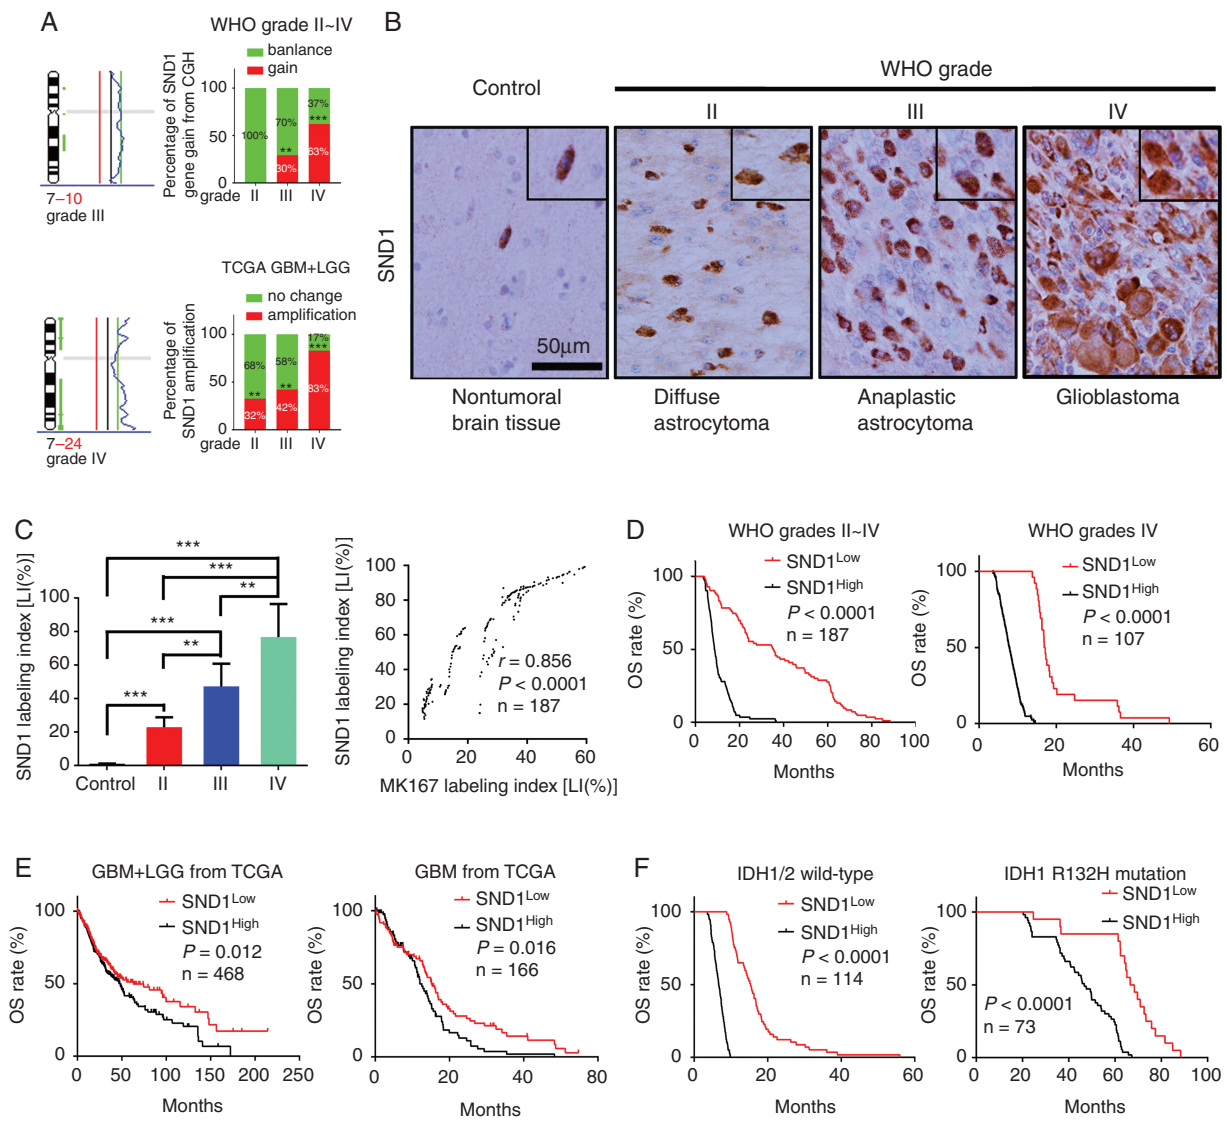 A
WHO grade II~IV
banlance
gain
Percentage of SND1
gene gain from CGH
100
50
0
100%
70%
**
30%
37%
***
63%
grade II III IV
7–10
grade III
TCGA GBM+LGG
no change
amplification
Percentage of
SND1 amplification
100
50
0
68%
**
32%
58%
**
42%
17%
***
83%
grade II III IV
7–24
grade IV
B
WHO grade
Control
II III IV
SND1
50μm
Nontumoral
brain tissue
Diffuse
astrocytoma
Anaplastic
astrocytoma
Glioblastoma
C
SND1 labeling index [LI(%)]
100
80
60
40
20
0
***
***
**
***
**
***
Control II III IV
SND1 labeling index [LI(%)]
100
80
60
40
20
0
r = 0.856
P < 0.0001
n = 187
0 20 40 60
MK167 labeling index [LI(%)]
D
WHO grades II~IV
SND1Low
SND1High
P < 0.0001
n = 187
OS rate (%)
100
50
0
0 20 40 60 80 100
Months
WHO grades IV
SND1Low
SND1High
P < 0.0001
n = 107
OS rate (%)
100
50
0
0 20 40 60
Months
E
GBM+LGG from TCGA
SND1Low
SND1High
P = 0.012
n = 468
OS rate (%)
100
50
0
0 50 100 150 200 250
Months
GBM from TCGA
SND1Low
SND1High
P = 0.016
n = 166
OS rate (%)
100
50
0
0 20 40 80
Months
F
IDH1/2 wild-type
SND1Low
SND1High
P < 0.0001
n = 114
OS rate (%)
100
50
0
0 20 40 60
Months
IDH1 R132H mutation
SND1Low
SND1High
P < 0.0001
n = 73
OS rate (%)
100
50
0
0 20 40 60 80 100
Months